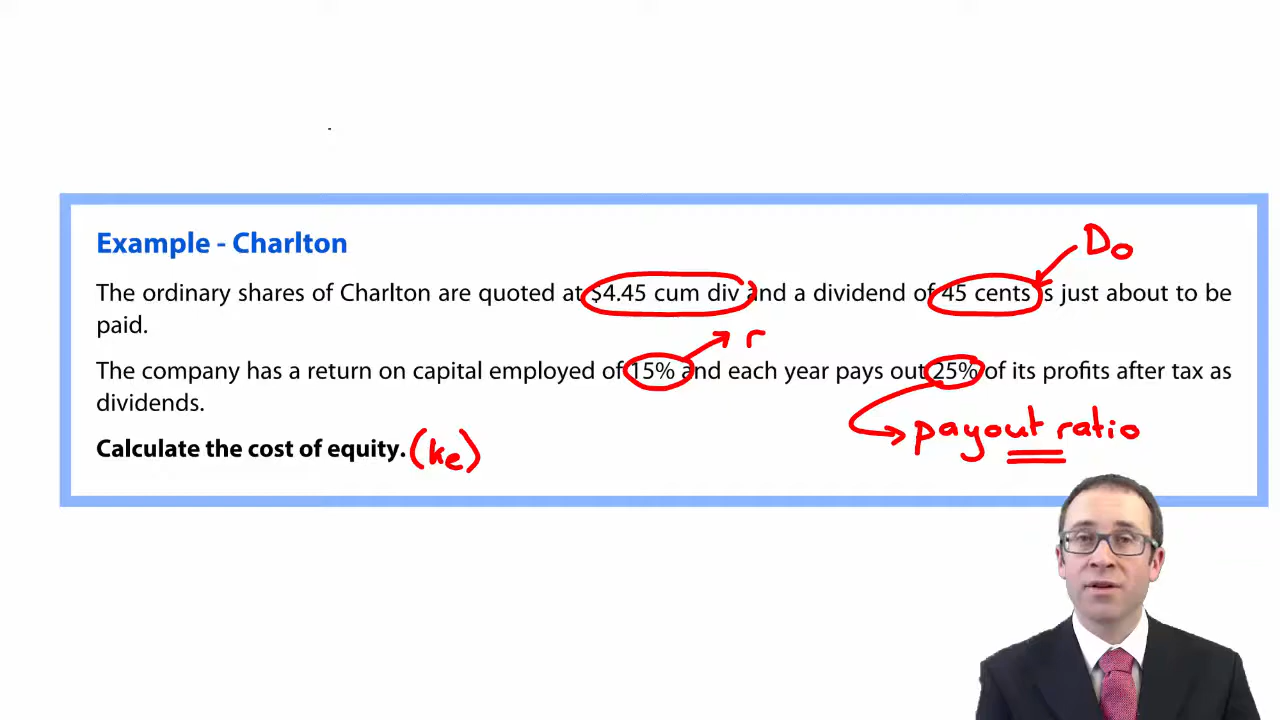 Example - Charlton
D₀
The ordinary shares of Charlton are quoted at $4.45 cum div and a dividend of 45 cents is just about to be
paid.
r
The company has a return on capital employed of 15% and each year pays out 25% of its profits after tax as
dividends.
payout ratio
Calculate the cost of equity. (ke)